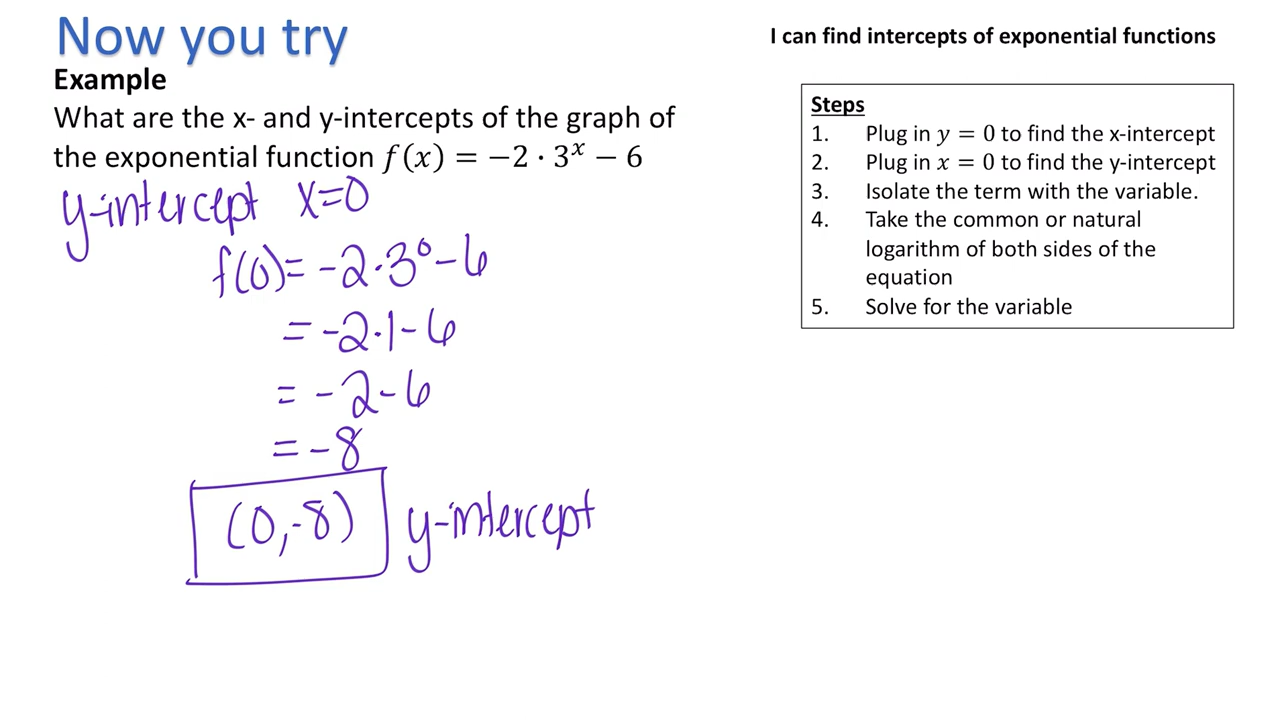 Now you try
I can find intercepts of exponential functions
Example
What are the x- and y-intercepts of the graph of
the exponential function f(x) = −2 · 3ˣ − 6
Steps
1. Plug in y = 0 to find the x-intercept
2. Plug in x = 0 to find the y-intercept
3. Isolate the term with the variable.
4. Take the common or natural
logarithm of both sides of the
equation
5. Solve for the variable
y-intercept x=0
f(0)= -2·3⁰-6
= -2·1-6
= -2-6
= -8
(0,-8) y-intercept